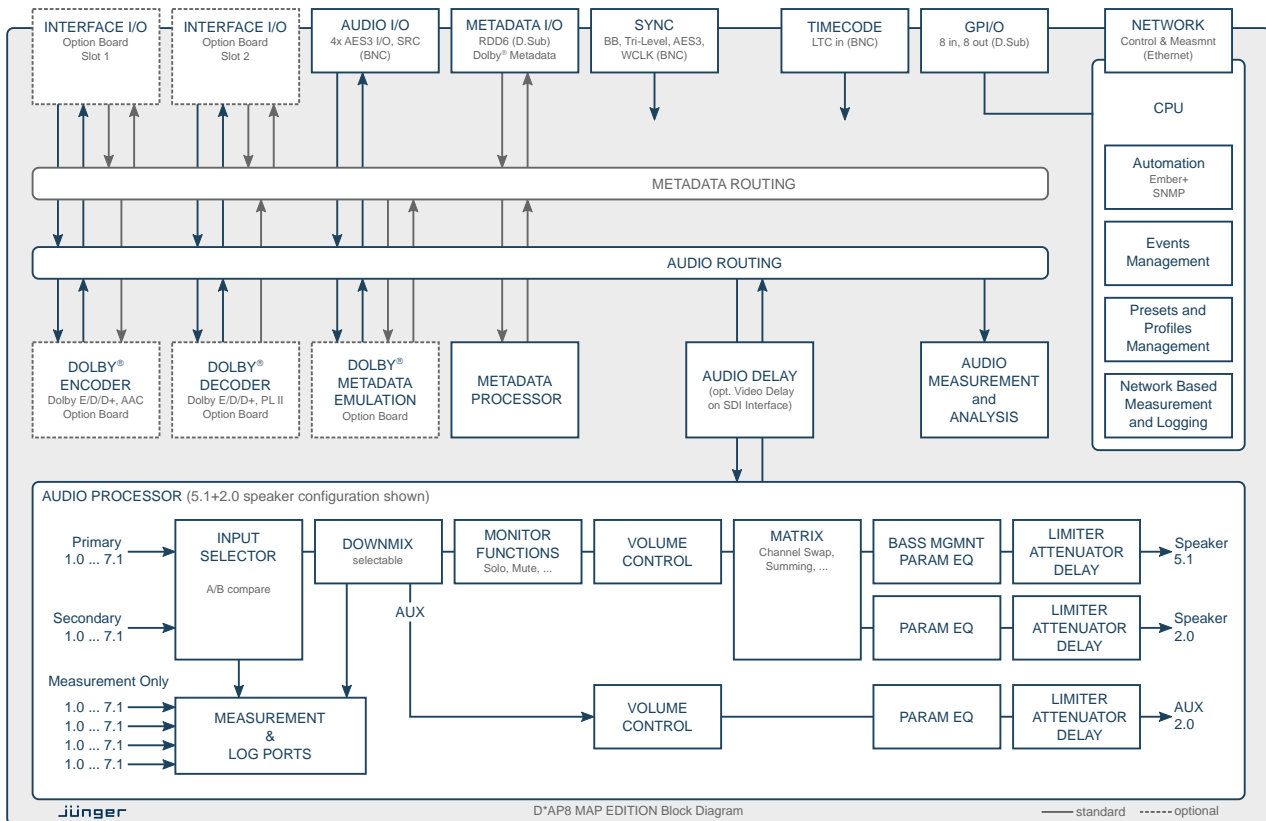 INTERFACE I/O
Option Board
Slot 1
INTERFACE I/O
Option Board
Slot 2
AUDIO I/O
4x AES3 I/O, SRC
(BNC)
METADATA I/O
RDD6 (D.Sub)
Dolby® Metadata
SYNC
BB, Tri-Level, AES3,
WCLK (BNC)
TIMECODE
LTC in (BNC)
GPI/O
8 in, 8 out (D.Sub)
NETWORK
Control & Measmnt
(Ethernet)
CPU
Automation
Ember+
SNMP
Events
Management
Presets and
Profiles
Management
Network Based
Measurement
and Logging
METADATA ROUTING
AUDIO ROUTING
DOLBY®
ENCODER
Dolby E/D/D+, AAC
Option Board
DOLBY®
DECODER
Dolby E/D/D+, PL II
Option Board
DOLBY®
METADATA
EMULATION
Option Board
METADATA
PROCESSOR
AUDIO DELAY
(opt. Video Delay
on SDI Interface)
AUDIO
MEASUREMENT
and
ANALYSIS
AUDIO PROCESSOR (5.1+2.0 speaker configuration shown)
Primary
1.0 ... 7.1
Secondary
1.0 ... 7.1
Measurement Only
1.0 ... 7.1
1.0 ... 7.1
1.0 ... 7.1
1.0 ... 7.1
INPUT
SELECTOR
A/B compare
MEASUREMENT
&
LOG PORTS
DOWNMIX
selectable
AUX
MONITOR
FUNCTIONS
Solo, Mute, ...
VOLUME
CONTROL
MATRIX
Channel Swap,
Summing, ...
BASS MGMNT
PARAM EQ
LIMITER
ATTENUATOR
DELAY
Speaker
5.1
PARAM EQ
LIMITER
ATTENUATOR
DELAY
Speaker
2.0
VOLUME
CONTROL
PARAM EQ
LIMITER
ATTENUATOR
DELAY
AUX
2.0
jünger
D*AP8 MAP EDITION Block Diagram
standard
optional